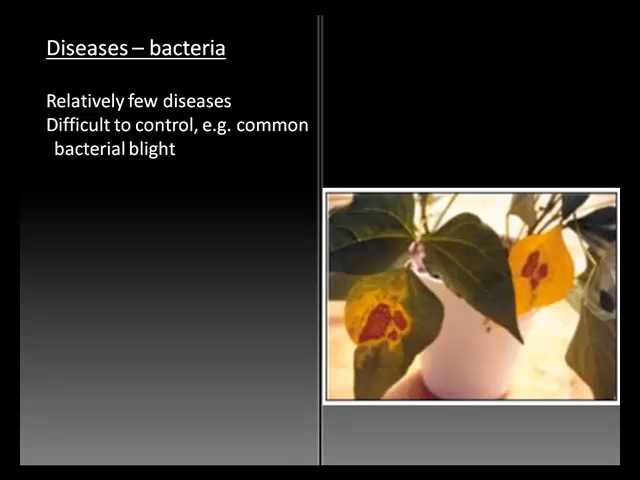 Diseases – bacteria
Relatively few diseases
Difficult to control, e.g. common
bacterial blight